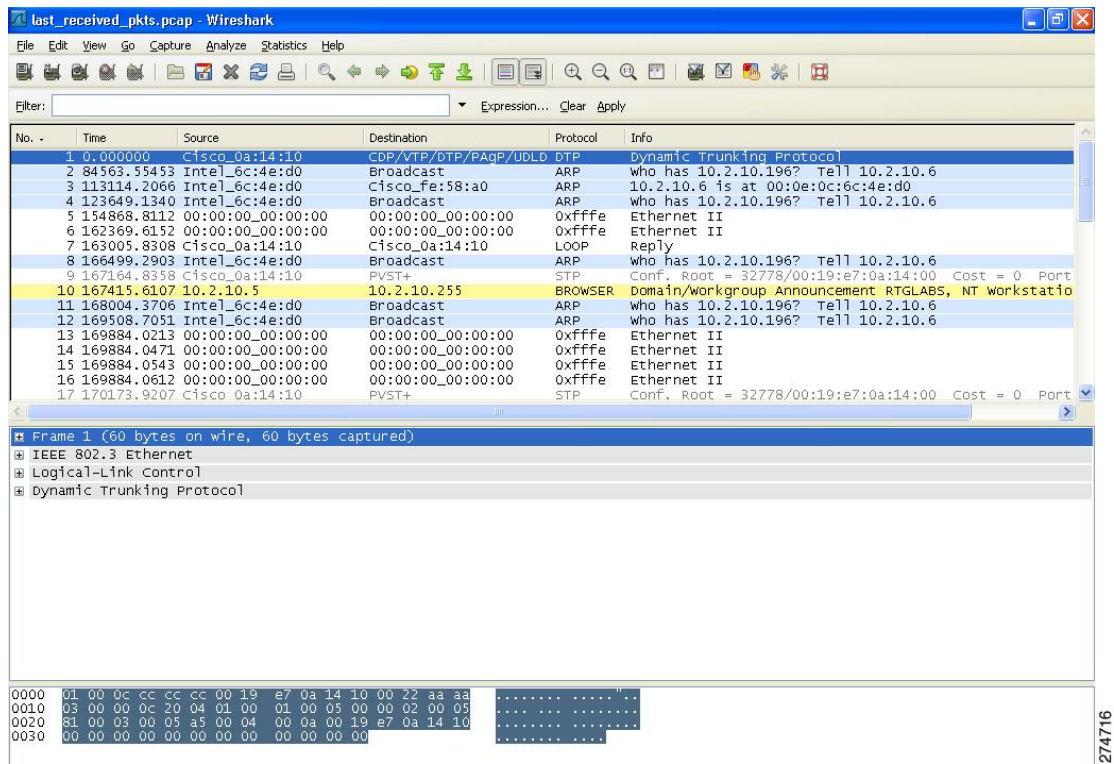 last_received_pkts.pcap - Wireshark
File Edit View Go Capture Analyze Statistics Help
Filter: Expression... Clear Apply
No. - Time Source Destination Protocol Info
1 0.000000 Cisco_0a:14:10 CDP/VTP/DTP/PAgP/UDLD DTP Dynamic Trunking Protocol
2 84563.55453 Intel_6c:4e:d0 Broadcast ARP who has 10.2.10.196? Tell 10.2.10.6
3 113114.2066 Intel_6c:4e:d0 Cisco_fe:58:a0 ARP 10.2.10.6 is at 00:0e:0c:6c:4e:d0
4 123649.1340 Intel_6c:4e:d0 Broadcast ARP who has 10.2.10.196? Tell 10.2.10.6
5 154868.8112 00:00:00_00:00:00 00:00:00_00:00:00 0xfffe Ethernet II
6 162369.6152 00:00:00_00:00:00 00:00:00_00:00:00 0xfffe Ethernet II
7 163005.8308 Cisco_0a:14:10 Cisco_0a:14:10 LOOP Reply
8 166499.2903 Intel_6c:4e:d0 Broadcast ARP who has 10.2.10.196? Tell 10.2.10.6
9 167164.8358 Cisco_0a:14:10 PVST+ STP Conf. Root = 32778/00:19:e7:0a:14:00 Cost = 0 Port
10 167415.6107 10.2.10.5 10.2.10.255 BROWSER Domain/Workgroup Announcement RTGLABS, NT Workstatio
11 168004.3706 Intel_6c:4e:d0 Broadcast ARP who has 10.2.10.196? Tell 10.2.10.6
12 169508.7051 Intel_6c:4e:d0 Broadcast ARP who has 10.2.10.196? Tell 10.2.10.6
13 169884.0213 00:00:00_00:00:00 00:00:00_00:00:00 0xfffe Ethernet II
14 169884.0471 00:00:00_00:00:00 00:00:00_00:00:00 0xfffe Ethernet II
15 169884.0543 00:00:00_00:00:00 00:00:00_00:00:00 0xfffe Ethernet II
16 169884.0612 00:00:00_00:00:00 00:00:00_00:00:00 0xfffe Ethernet II
17 170173.9207 Cisco_0a:14:10 PVST+ STP Conf. Root = 32778/00:19:e7:0a:14:00 Cost = 0 Port
Frame 1 (60 bytes on wire, 60 bytes captured)
IEEE 802.3 Ethernet
Logical-Link Control
Dynamic Trunking Protocol
0000 01 00 0c cc cc cc 00 19 e7 0a 14 10 00 22 aa aa ........ ....."..
0010 03 00 00 0c 20 04 01 00 01 00 05 00 00 02 00 05 .... ... ........
0020 81 00 03 00 05 a5 00 04 00 0a 00 19 e7 0a 14 10 ........ ........
0030 00 00 00 00 00 00 00 00 00 00 00 00 ........ ....
274716